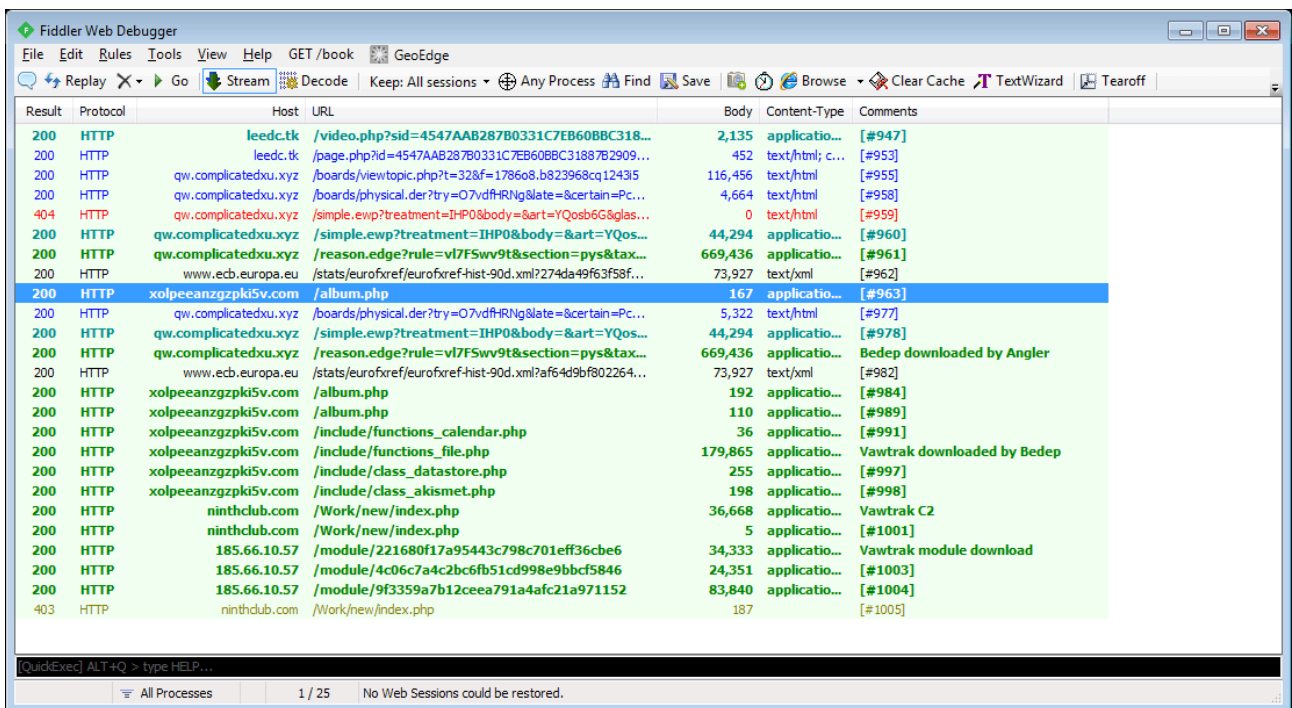 Fiddler Web Debugger
File Edit Rules Tools View Help GET /book GeoEdge
Replay X Go Stream Decode Keep: All sessions Any Process Find Save Browse Clear Cache TextWizard Tearoff
Result Protocol Host URL Body Content-Type Comments
200 HTTP leedc.tk /video.php?sid=4547AAB287B0331C7EB60BBC318... 2,135 applicatio... [#947]
200 HTTP leedc.tk /page.php?id=4547AAB287B0331C7EB60BBC31887B2909... 452 text/html; c... [#953]
200 HTTP qw.complicatedxu.xyz /boards/viewtopic.php?t=32&f=1786o8.b823968cq1243i5 116,456 text/html [#955]
200 HTTP qw.complicatedxu.xyz /boards/physical.der?try=O7vdfHRNg&late=&certain=Pc... 4,664 text/html [#958]
404 HTTP qw.complicatedxu.xyz /simple.ewp?treatment=IHP0&body=&art=YQosb6G&glas... 0 text/html [#959]
200 HTTP qw.complicatedxu.xyz /simple.ewp?treatment=IHP0&body=&art=YQos... 44,294 applicatio... [#960]
200 HTTP qw.complicatedxu.xyz /reason.edge?rule=vl7FSwv9t&section=pys&tax... 669,436 applicatio... [#961]
200 HTTP www.ecb.europa.eu /stats/eurofxref/eurofxref-hist-90d.xml?274da49f63f58f... 73,927 text/xml [#962]
200 HTTP xolpeeanzgzpki5v.com /album.php 167 applicatio... [#963]
200 HTTP qw.complicatedxu.xyz /boards/physical.der?try=O7vdfHRNg&late=&certain=Pc... 5,322 text/html [#977]
200 HTTP qw.complicatedxu.xyz /simple.ewp?treatment=IHP0&body=&art=YQos... 44,294 applicatio... [#978]
200 HTTP qw.complicatedxu.xyz /reason.edge?rule=vl7FSwv9t&section=pys&tax... 669,436 applicatio... Bedep downloaded by Angler
200 HTTP www.ecb.europa.eu /stats/eurofxref/eurofxref-hist-90d.xml?af64d9bf802264... 73,927 text/xml [#982]
200 HTTP xolpeeanzgzpki5v.com /album.php 192 applicatio... [#984]
200 HTTP xolpeeanzgzpki5v.com /album.php 110 applicatio... [#989]
200 HTTP xolpeeanzgzpki5v.com /include/functions_calendar.php 36 applicatio... [#991]
200 HTTP xolpeeanzgzpki5v.com /include/functions_file.php 179,865 applicatio... Vawtrak downloaded by Bedep
200 HTTP xolpeeanzgzpki5v.com /include/class_datastore.php 255 applicatio... [#997]
200 HTTP xolpeeanzgzpki5v.com /include/class_akismet.php 198 applicatio... [#998]
200 HTTP ninthclub.com /Work/new/index.php 36,668 applicatio... Vawtrak C2
200 HTTP ninthclub.com /Work/new/index.php 5 applicatio... [#1001]
200 HTTP 185.66.10.57 /module/221680f17a95443c798c701eff36cbe6 34,333 applicatio... Vawtrak module download
200 HTTP 185.66.10.57 /module/4c06c7a4c2bc6fb51cd998e9bbcf5846 24,351 applicatio... [#1003]
200 HTTP 185.66.10.57 /module/9f3359a7b12ceea791a4afc21a971152 83,840 applicatio... [#1004]
403 HTTP ninthclub.com /Work/new/index.php 187 [#1005]
[QuickExec] ALT+Q > type HELP...
All Processes 1 / 25 No Web Sessions could be restored.